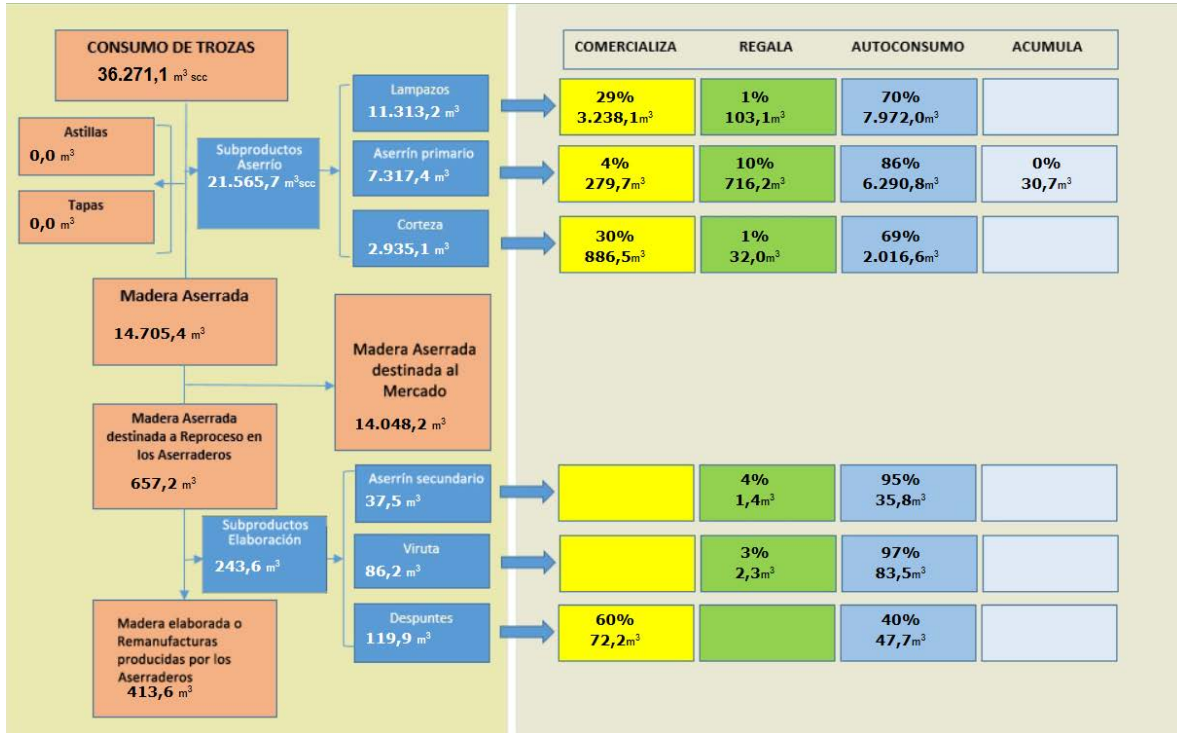 CONSUMO DE TROZAS
36.271,1 m³ scc
Astillas
0,0 m³
Tapas
0,0 m³
Subproductos
Aserrío
21.565,7 m³scc
Lampazos
11.313,2 m³
Aserrín primario
7.317,4 m³
Corteza
2.935,1 m³
COMERCIALIZA REGALA AUTOCONSUMO ACUMULA
29% 1% 70%
3.238,1m³ 103,1m³ 7.972,0m³
4% 10% 86% 0%
279,7m³ 716,2m³ 6.290,8m³ 30,7m³
30% 1% 69%
886,5m³ 32,0m³ 2.016,6m³
Madera Aserrada
14.705,4 m³
Madera Aserrada
destinada al
Mercado
14.048,2 m³
Madera Aserrada
destinada a Reproceso en
los Aserraderos
657,2 m³
Subproductos
Elaboración
243,6 m³
Aserrín secundario
37,5 m³
Viruta
86,2 m³
Despuntes
119,9 m³
4% 95%
1,4m³ 35,8m³
3% 97%
2,3m³ 83,5m³
60% 40%
72,2m³ 47,7m³
Madera elaborada o
Remanufacturas
producidas por los
Aserraderos
413,6 m³